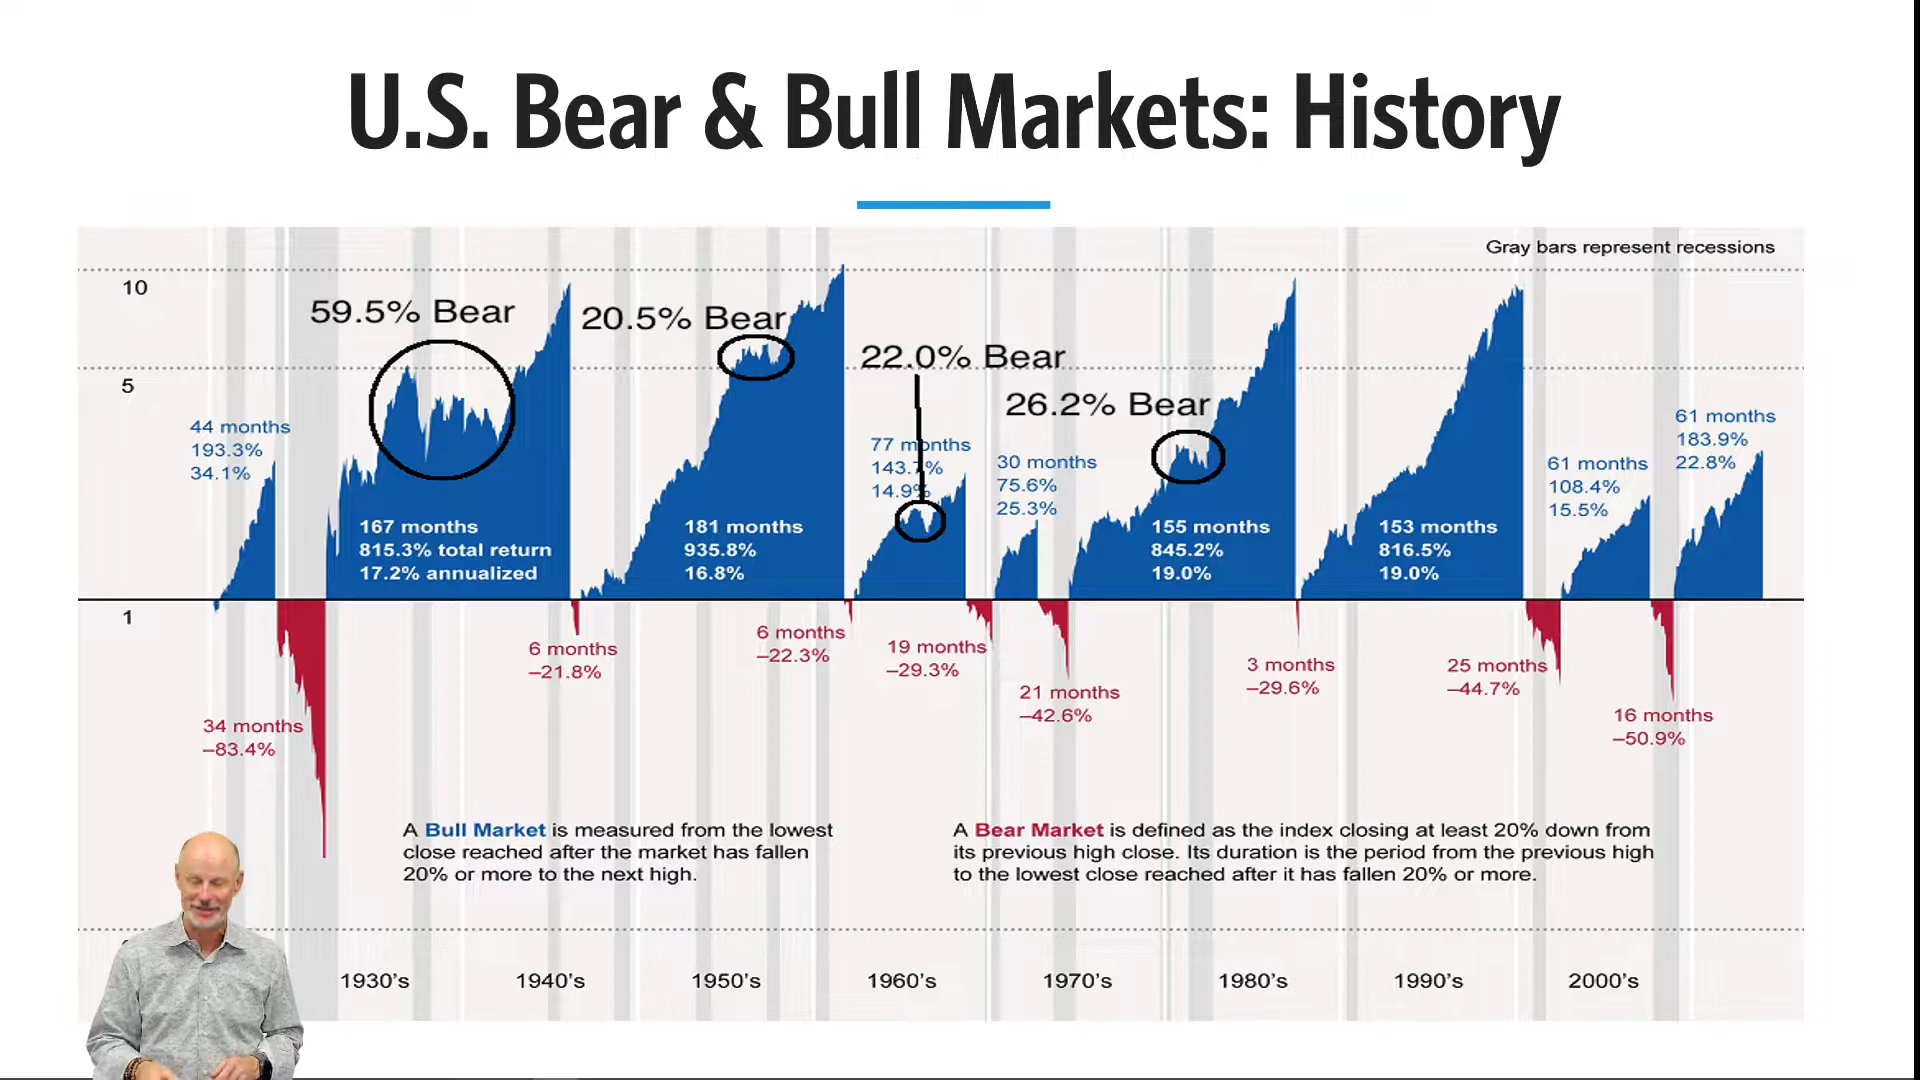 U.S. Bear & Bull Markets: History
Gray bars represent recessions
10
5
1
59.5% Bear
20.5% Bear
22.0% Bear
26.2% Bear
44 months
193.3%
34.1%
167 months
815.3% total return
17.2% annualized
181 months
935.8%
16.8%
77 months
143.7%
14.9%
30 months
75.6%
25.3%
155 months
845.2%
19.0%
153 months
816.5%
19.0%
61 months
108.4%
15.5%
61 months
183.9%
22.8%
34 months
–83.4%
6 months
–21.8%
6 months
–22.3%
19 months
–29.3%
21 months
–42.6%
3 months
–29.6%
25 months
–44.7%
16 months
–50.9%
A Bull Market is measured from the lowest
close reached after the market has fallen
20% or more to the next high.
A Bear Market is defined as the index closing at least 20% down from
its previous high close. Its duration is the period from the previous high
to the lowest close reached after it has fallen 20% or more.
1930’s 1940’s 1950’s 1960’s 1970’s 1980’s 1990’s 2000’s